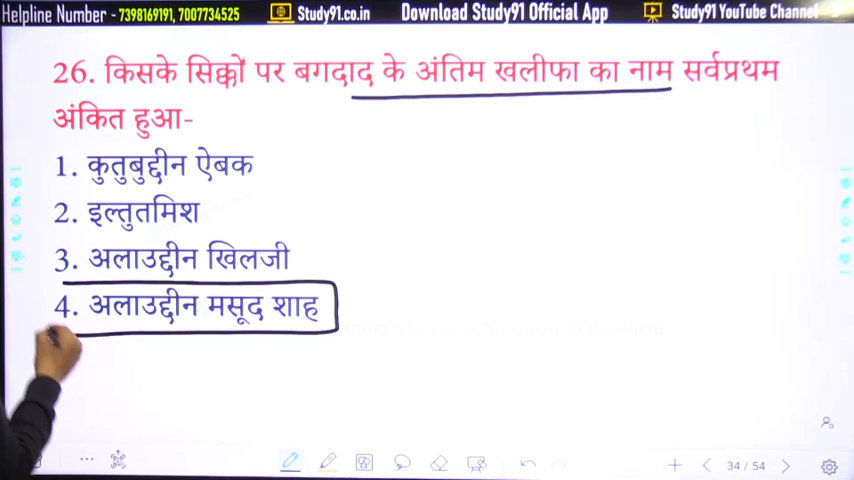 Helpline Number - 7398169191, 7007734525 Study91.co.in Download Study91 Official App Study91 YouTube Channel
26. किसके सिक्कों पर बगदाद के अंतिम खलीफा का नाम सर्वप्रथम
अंकित हुआ-
1. कुतुबुद्दीन ऐबक
2. इल्तुतमिश
3. अलाउद्दीन खिलजी
4. अलाउद्दीन मसूद शाह
34 / 54